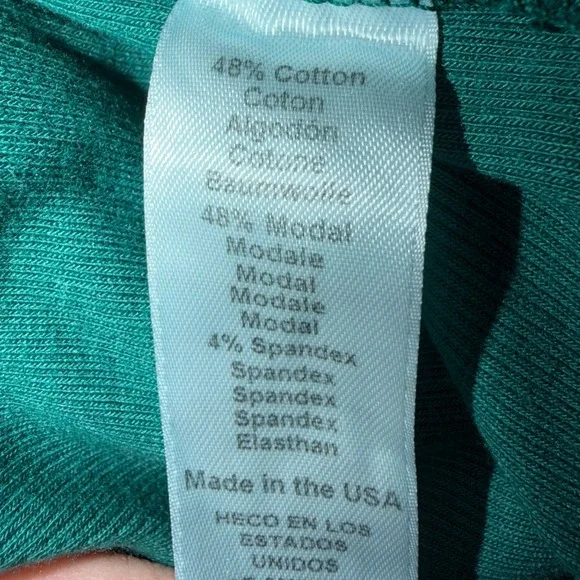 48% Cotton
Coton
Algodón
Cotone
Baumwolle
48% Modal
Modale
Modal
Modale
Modal
4% Spandex
Spandex
Spandex
Spandex
Elasthan
Made in the USA
HECO EN LOS
ESTADOS
UNIDOS